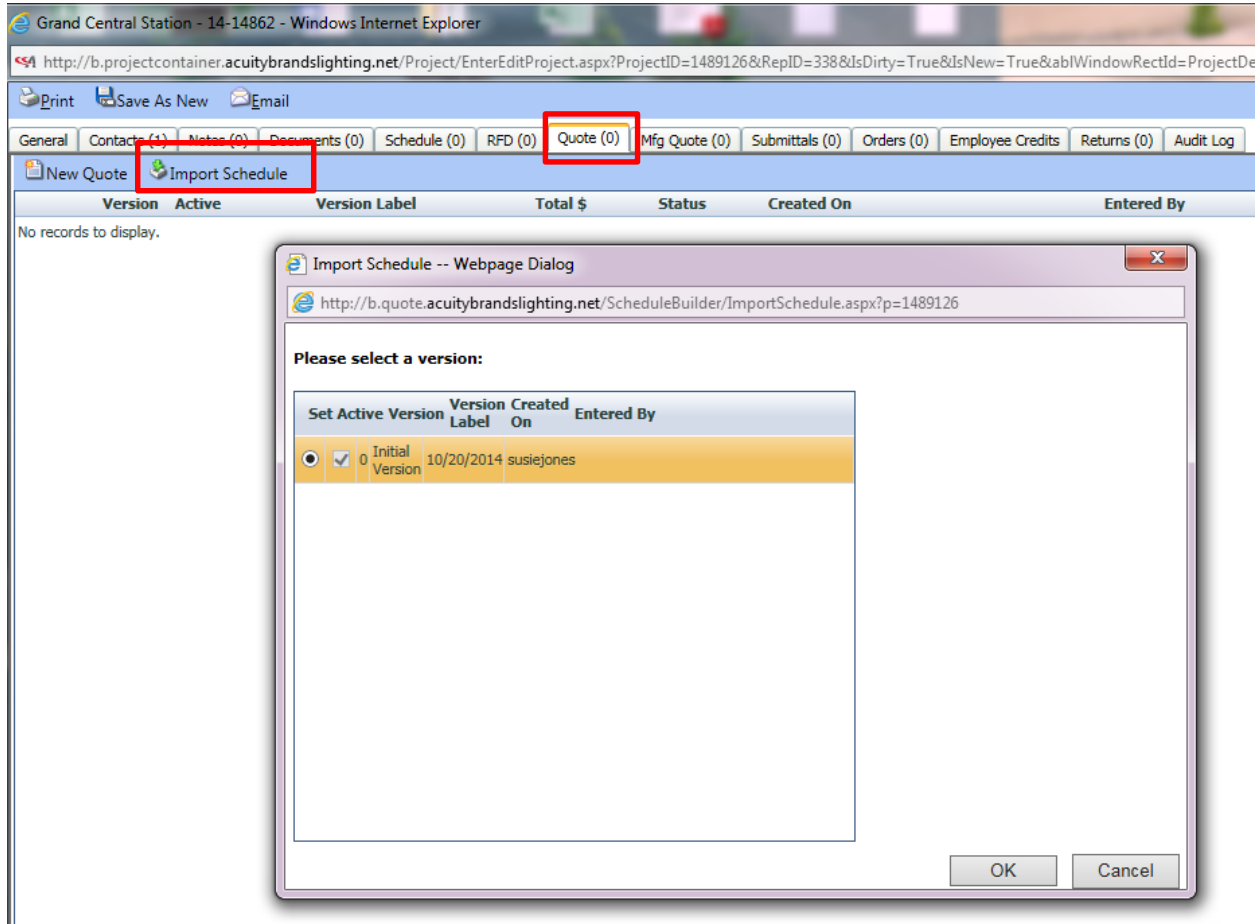 Grand Central Station - 14-14862 - Windows Internet Explorer
http://b.projectcontainer.acuitybrandslighting.net/Project/EnterEditProject.aspx?ProjectID=1489126&RepID=338&IsDirty=True&IsNew=True&ablWindowRectId=ProjectDe
Print Save As New Email
General Contacts (1) Notes (0) Documents (0) Schedule (0) RFD (0) Quote (0) Mfg Quote (0) Submittals (0) Orders (0) Employee Credits Returns (0) Audit Log
New Quote Import Schedule
Version Active Version Label Total $ Status Created On Entered By
No records to display.
Import Schedule -- Webpage Dialog
http://b.quote.acuitybrandslighting.net/ScheduleBuilder/ImportSchedule.aspx?p=1489126
Please select a version:
Set Active Version Version Label Created On Entered By
0 Initial Version 10/20/2014 susiejones
OK Cancel